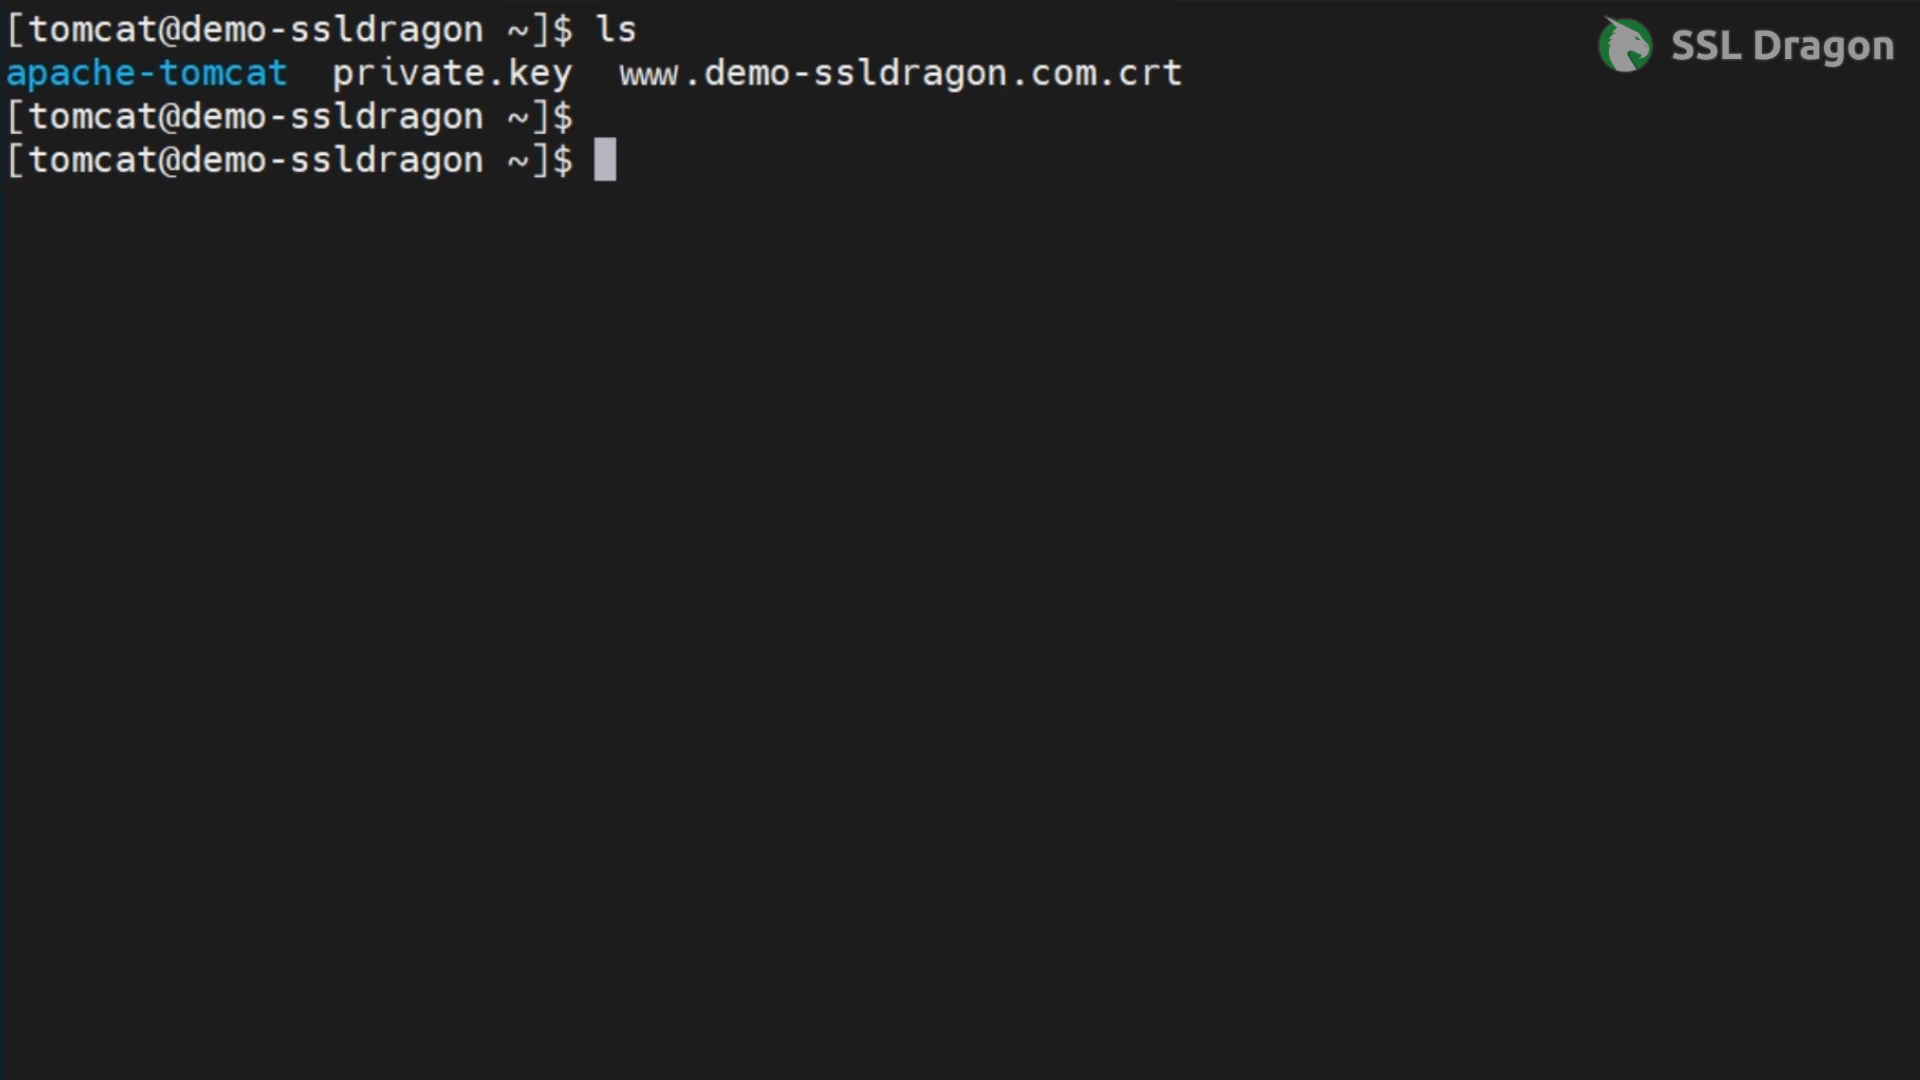 [tomcat@demo-ssldragon ~]$ ls
SSL Dragon
apache-tomcat  private.key  www.demo-ssldragon.com.crt
[tomcat@demo-ssldragon ~]$
[tomcat@demo-ssldragon ~]$